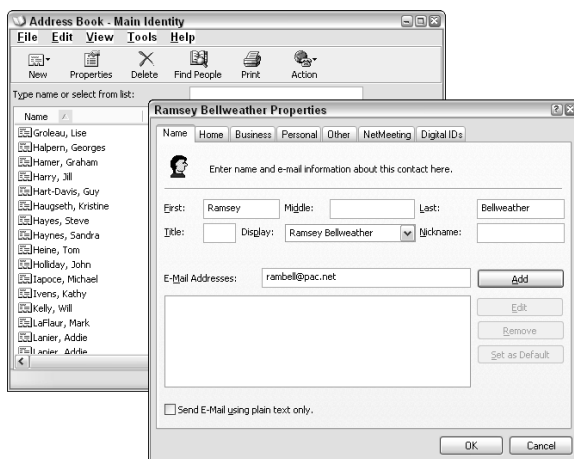 Address Book - Main Identity
File Edit View Tools Help
New Properties Delete Find People Print Action
Type name or select from list:
Name
Groleau, Lise
Halpern, Georges
Hamer, Graham
Harry, Jill
Hart-Davis, Guy
Haugseth, Kristine
Hayes, Steve
Haynes, Sandra
Heine, Tom
Holliday, John
Iapoce, Michael
Ivens, Kathy
Kelly, Will
LaFlaur, Mark
Lanier, Addie
Lanier, Addie
Ramsey Bellweather Properties
Name Home Business Personal Other NetMeeting Digital IDs
Enter name and e-mail information about this contact here.
First: Ramsey Middle: Last: Bellweather
Title: Display: Ramsey Bellweather Nickname:
E-Mail Addresses: rambell@pac.net Add
Edit
Remove
Set as Default
Send E-Mail using plain text only.
OK Cancel